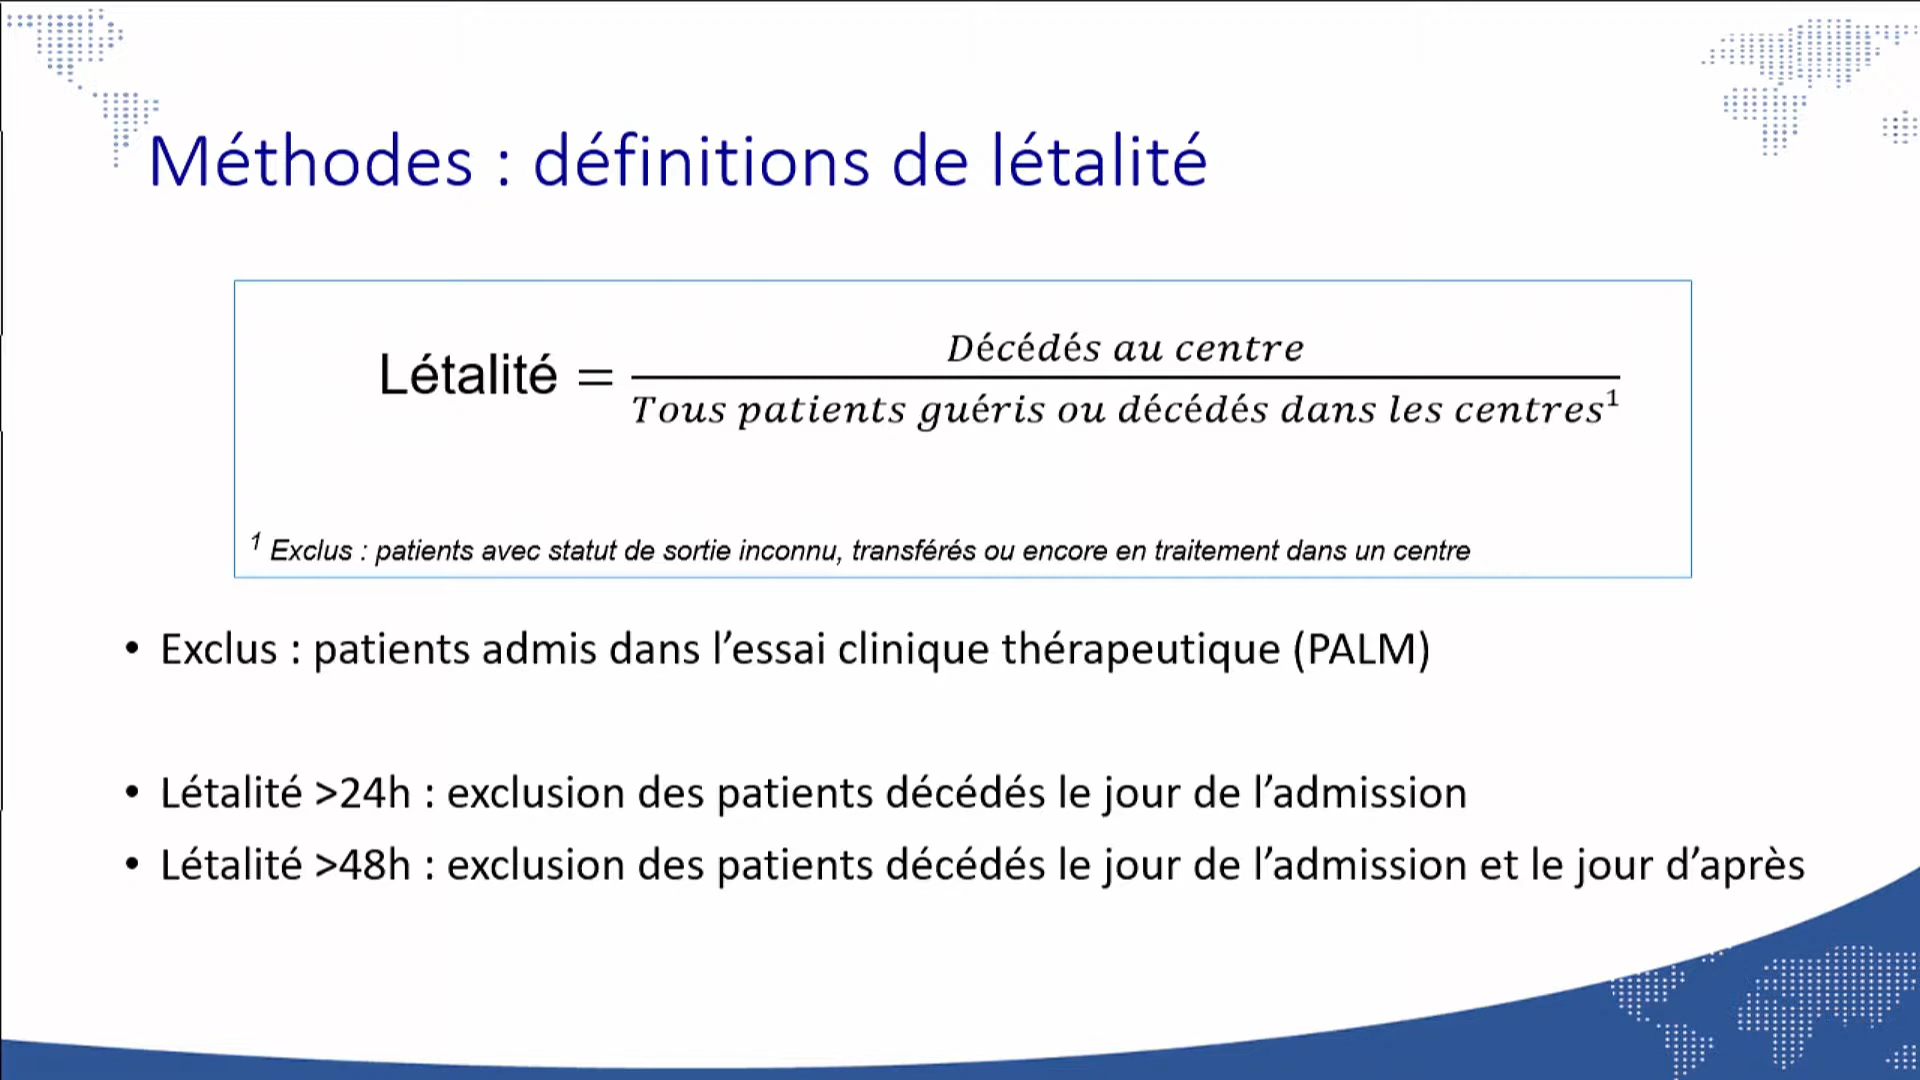 Méthodes : définitions de létalité
Décédés au centre
Létalité =
Tous patients guéris ou décédés dans les centres¹
¹ Exclus : patients avec statut de sortie inconnu, transférés ou encore en traitement dans un centre
• Exclus : patients admis dans l’essai clinique thérapeutique (PALM)
• Létalité >24h : exclusion des patients décédés le jour de l’admission
• Létalité >48h : exclusion des patients décédés le jour de l’admission et le jour d’après